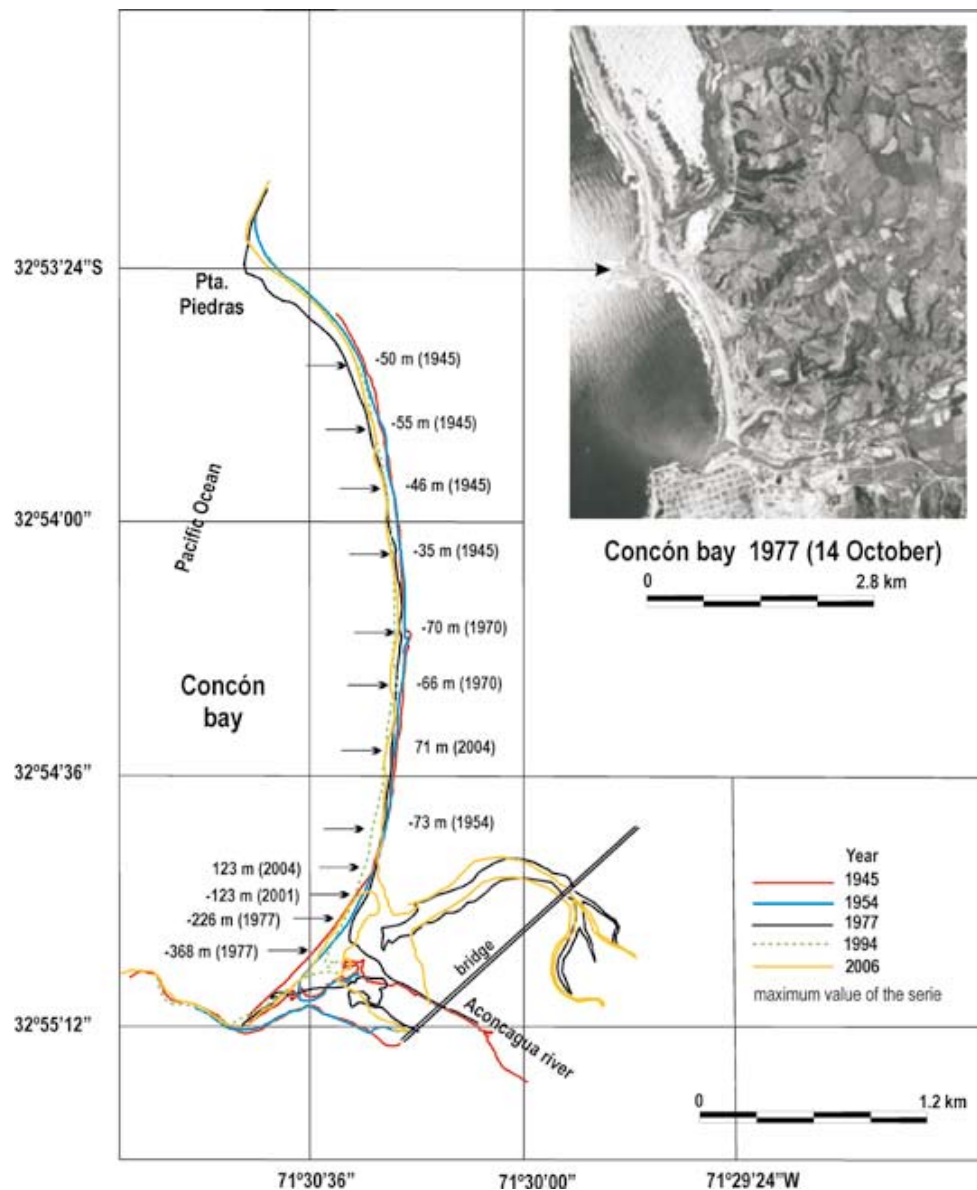 32º53'24"S
Pta.
Piedras
-50 m (1945)
-55 m (1945)
-46 m (1945)
Pacific Ocean
32º54'00"
-35 m (1945)
Concón bay 1977 (14 October)
0 2.8 km
-70 m (1970)
Concón
bay
-66 m (1970)
71 m (2004)
32º54'36"
-73 m (1954)
123 m (2004)
-123 m (2001)
-226 m (1977)
-368 m (1977)
bridge
Aconcagua river
Year
1945
1954
1977
1994
2006
maximum value of the serie
32º55'12"
0 1.2 km
71º30'36" 71º30'00" 71º29'24"W